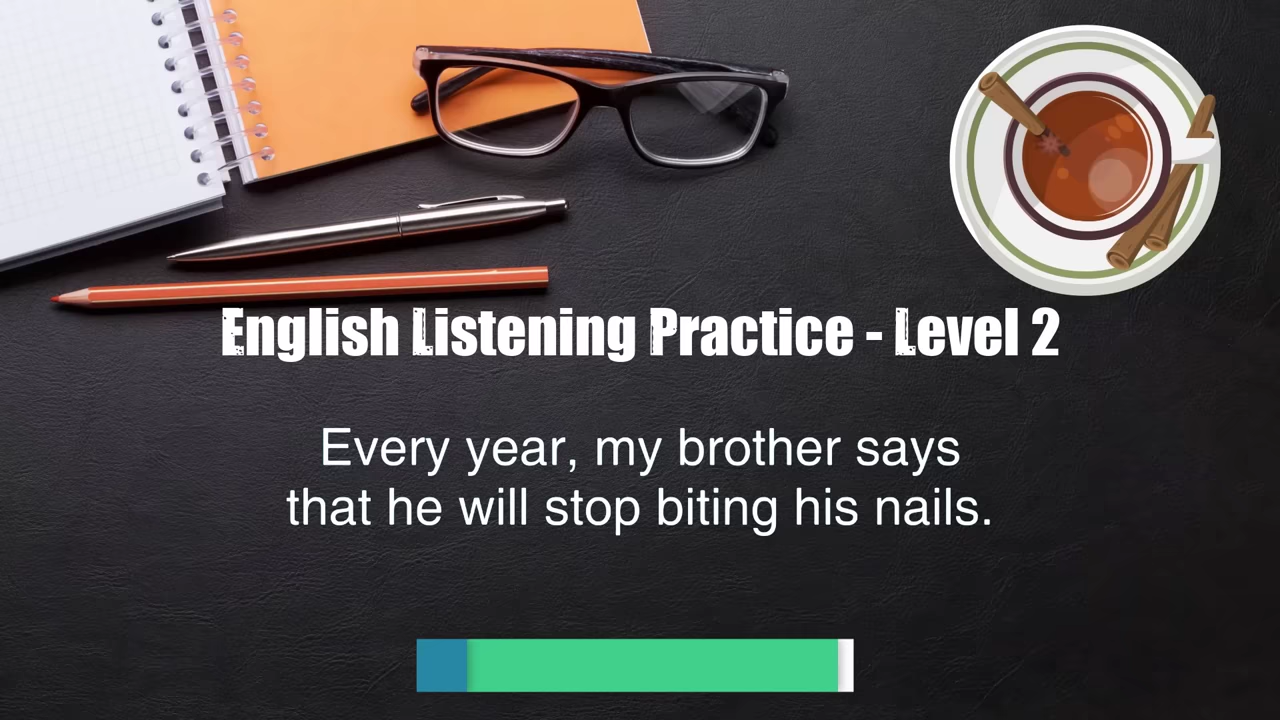 English Listening Practice - Level 2
Every year, my brother says
that he will stop biting his nails.